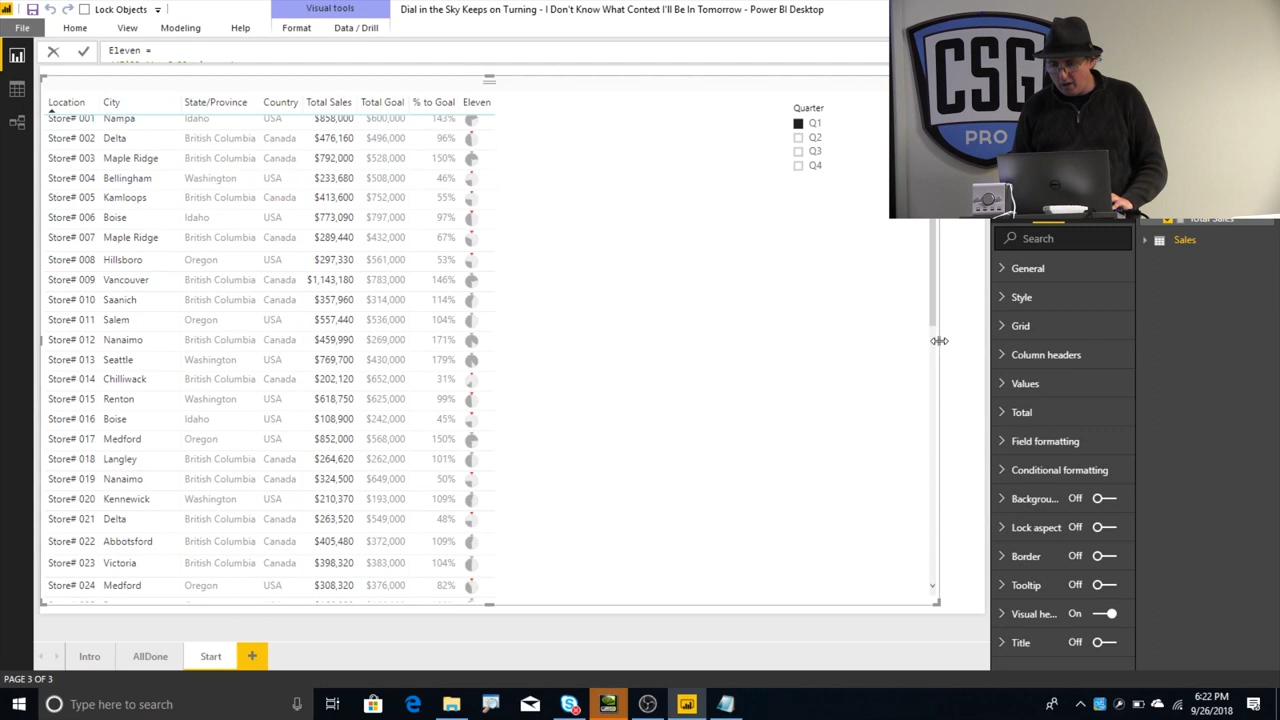 Lock Objects
Visual tools
Dial in the Sky Keeps on Turning - I Don't Know What Context I'll Be In Tomorrow - Power BI Desktop
File Home View Modeling Help Format Data / Drill
Eleven =
Location City State/Province Country Total Sales Total Goal % to Goal Eleven
Store# 001 Nampa Idaho USA $858,000 $600,000 143%
Store# 002 Delta British Columbia Canada $476,160 $496,000 96%
Store# 003 Maple Ridge British Columbia Canada $792,000 $528,000 150%
Store# 004 Bellingham Washington USA $233,680 $508,000 46%
Store# 005 Kamloops British Columbia Canada $413,600 $752,000 55%
Store# 006 Boise Idaho USA $773,090 $797,000 97%
Store# 007 Maple Ridge British Columbia Canada $289,440 $432,000 67%
Store# 008 Hillsboro Oregon USA $297,330 $561,000 53%
Store# 009 Vancouver British Columbia Canada $1,143,180 $783,000 146%
Store# 010 Saanich British Columbia Canada $357,960 $314,000 114%
Store# 011 Salem Oregon USA $557,440 $536,000 104%
Store# 012 Nanaimo British Columbia Canada $459,990 $269,000 171%
Store# 013 Seattle Washington USA $769,700 $430,000 179%
Store# 014 Chilliwack British Columbia Canada $202,120 $652,000 31%
Store# 015 Renton Washington USA $618,750 $625,000 99%
Store# 016 Boise Idaho USA $108,900 $242,000 45%
Store# 017 Medford Oregon USA $852,000 $568,000 150%
Store# 018 Langley British Columbia Canada $264,620 $262,000 101%
Store# 019 Nanaimo British Columbia Canada $324,500 $649,000 50%
Store# 020 Kennewick Washington USA $210,370 $193,000 109%
Store# 021 Delta British Columbia Canada $263,520 $549,000 48%
Store# 022 Abbotsford British Columbia Canada $405,480 $372,000 109%
Store# 023 Victoria British Columbia Canada $398,320 $383,000 104%
Store# 024 Medford Oregon USA $308,320 $376,000 82%
Quarter
Q1
Q2
Q3
Q4
CSG
PRO
DELL
Total Sales
Sales
Search
General
Style
Grid
Column headers
Values
Total
Field formatting
Conditional formatting
Backgrou... Off
Lock aspect Off
Border Off
Tooltip Off
Visual he... On
Title Off
Intro AllDone Start
PAGE 3 OF 3
Type here to search
6:22 PM
9/26/2018